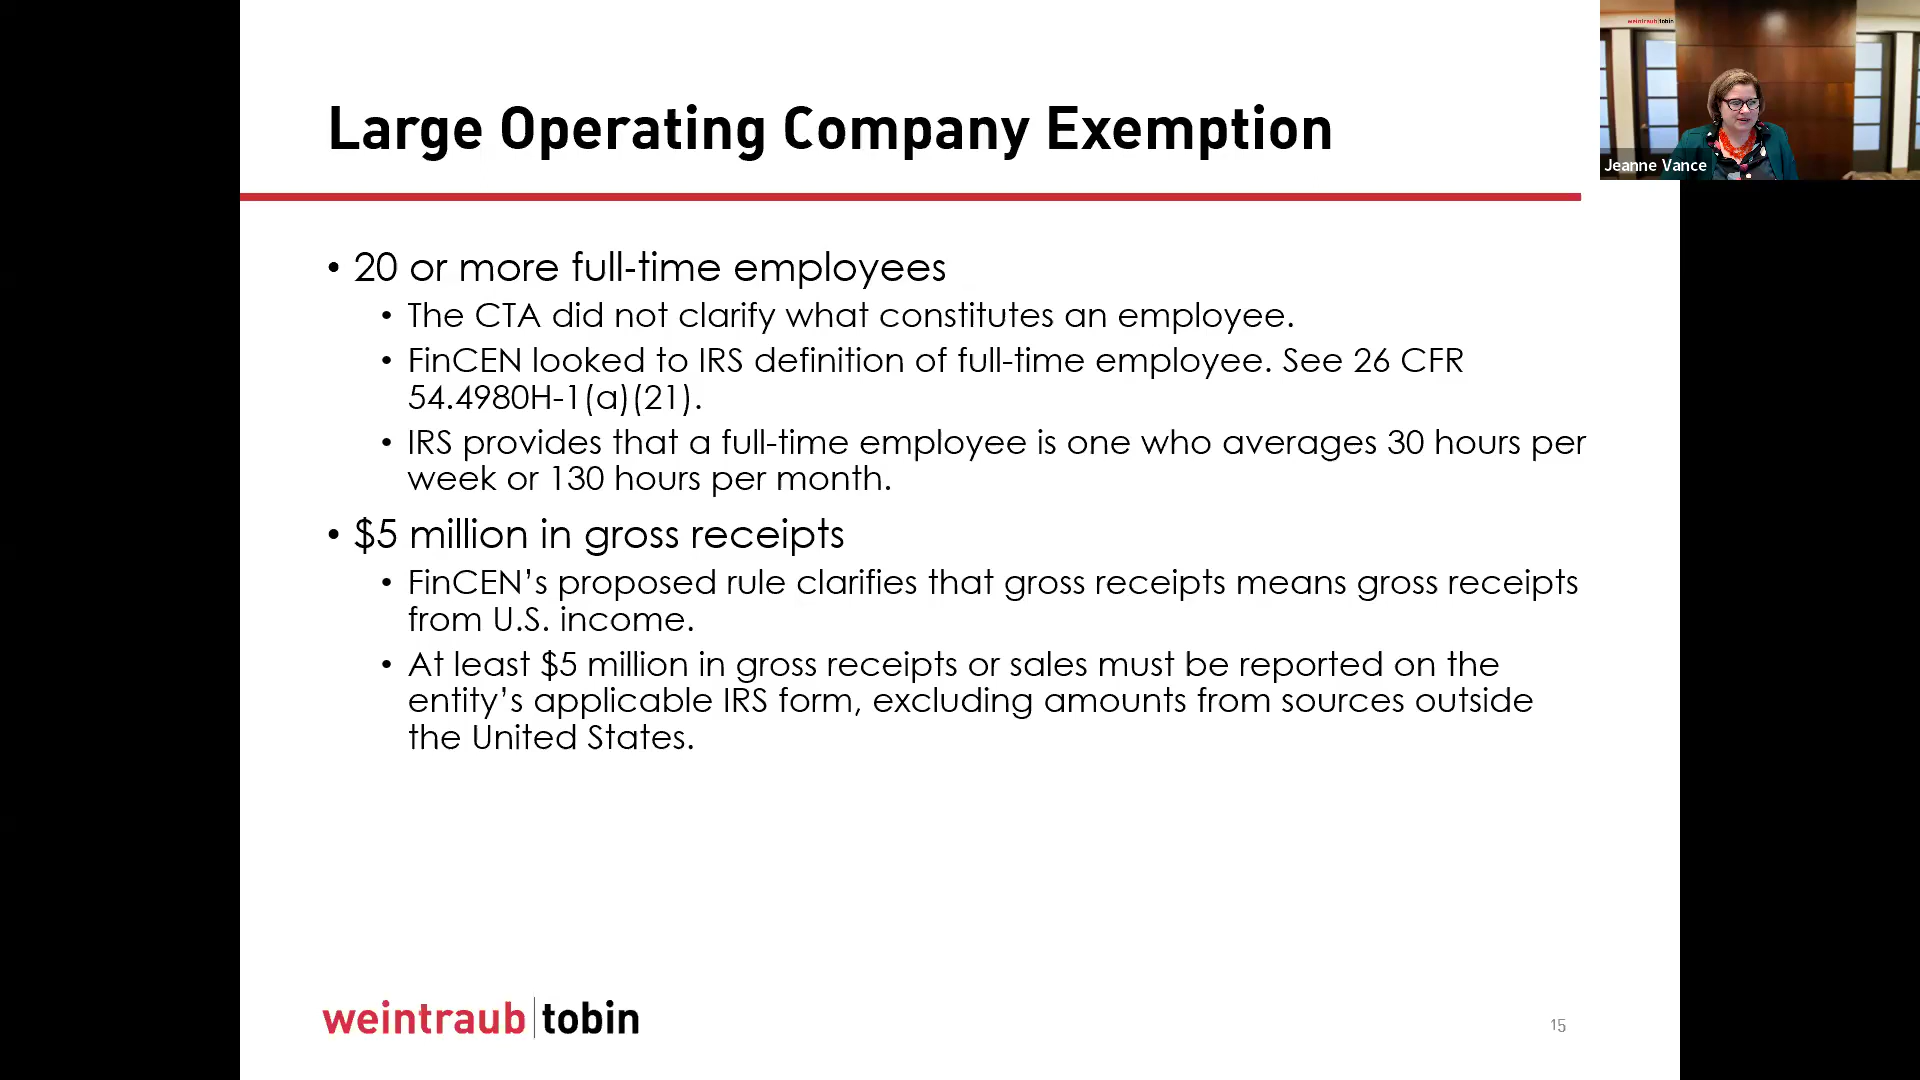 Large Operating Company Exemption
weintraub tobin
Jeanne Vance
• 20 or more full-time employees
• The CTA did not clarify what constitutes an employee.
• FinCEN looked to IRS definition of full-time employee. See 26 CFR
54.4980H-1(a)(21).
• IRS provides that a full-time employee is one who averages 30 hours per
week or 130 hours per month.
• $5 million in gross receipts
• FinCEN’s proposed rule clarifies that gross receipts means gross receipts
from U.S. income.
• At least $5 million in gross receipts or sales must be reported on the
entity’s applicable IRS form, excluding amounts from sources outside
the United States.
weintraub tobin
15